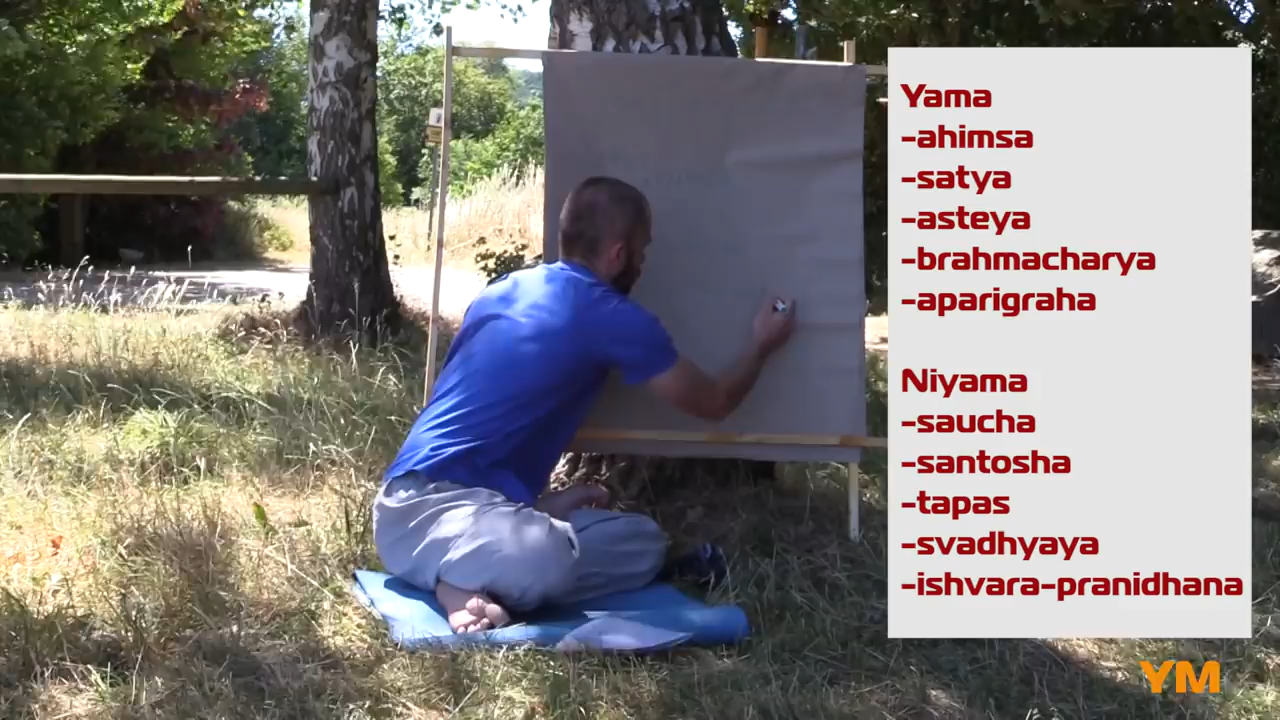 Yama
-ahimsa
-satya
-asteya
-brahmacharya
-aparigraha
Niyama
-saucha
-santosha
-tapas
-svadhyaya
-ishvara-pranidhana
YM